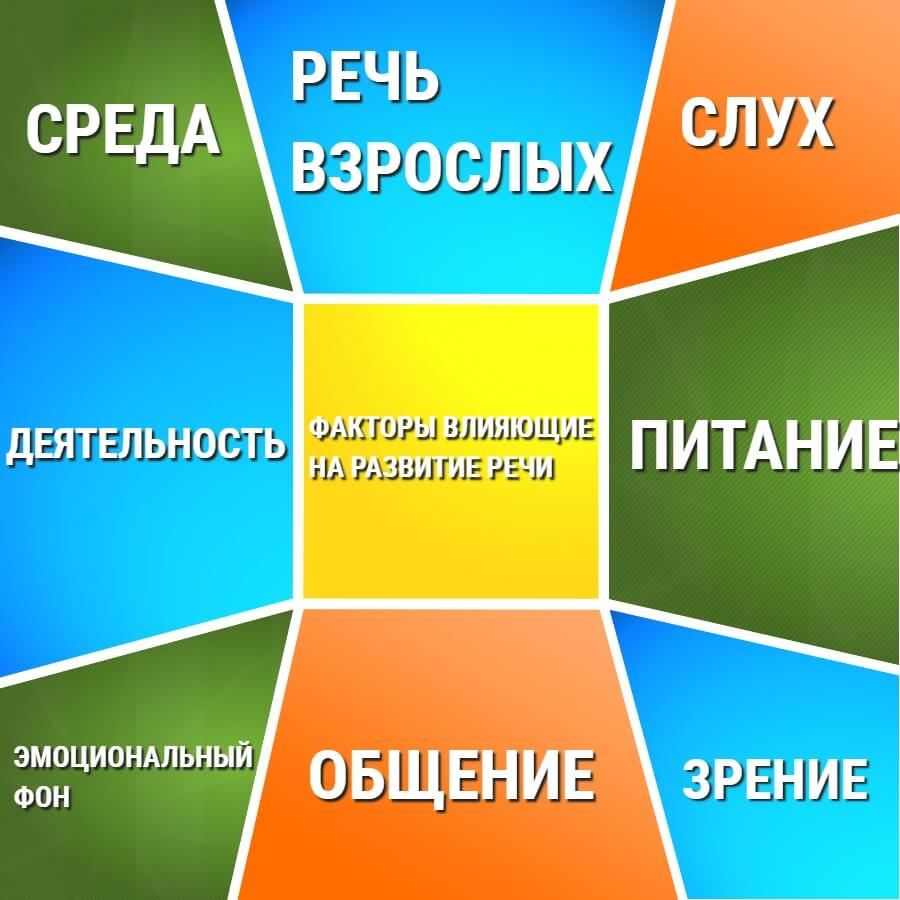 СРЕДА
РЕЧЬ
ВЗРОСЛЫХ
СЛУХ
ДЕЯТЕЛЬНОСТЬ
ФАКТОРЫ ВЛИЯЮЩИЕ
НА РАЗВИТИЕ РЕЧИ
ПИТАНИЕ
ЭМОЦИОНАЛЬНЫЙ
ФОН
ОБЩЕНИЕ
ЗРЕНИЕ